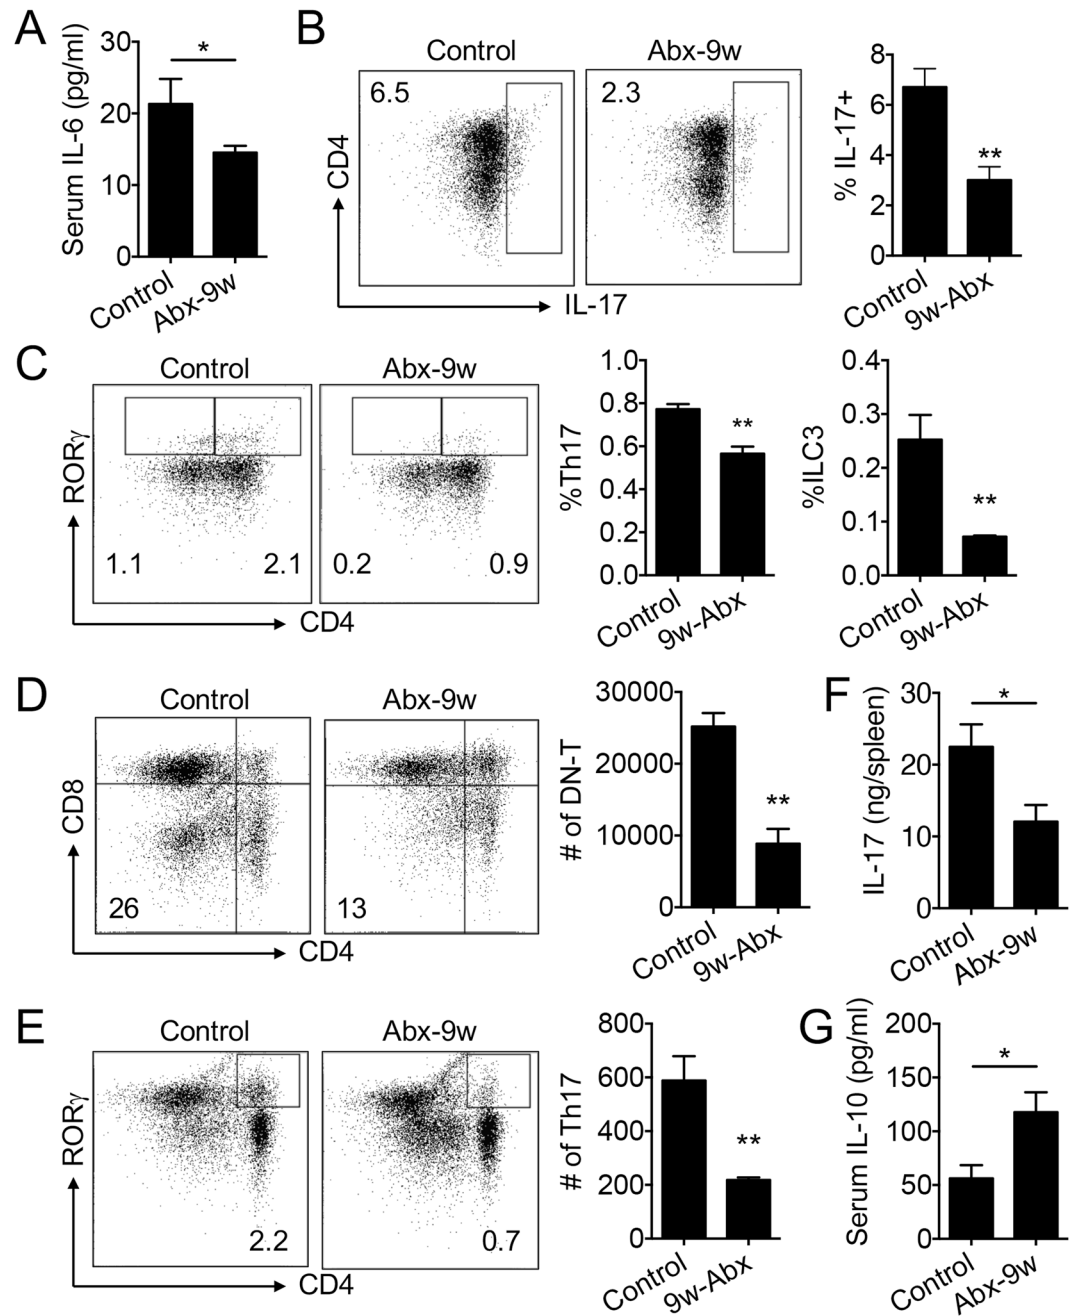 A
Serum IL-6 (pg/ml)
30
20
10
0
*
Control
Abx-9w
B
Control
Abx-9w
6.5
2.3
CD4
IL-17
% IL-17+
8
6
4
2
0
**
Control
9w-Abx
C
Control
Abx-9w
RORγ
1.1
2.1
0.2
0.9
CD4
%Th17
1.0
0.8
0.6
0.4
0.2
0.0
**
Control
9w-Abx
%ILC3
0.4
0.3
0.2
0.1
0.0
**
Control
9w-Abx
D
Control
Abx-9w
CD8
26
13
CD4
# of DN-T
30000
20000
10000
0
**
Control
9w-Abx
F
IL-17 (ng/spleen)
30
20
10
0
*
Control
Abx-9w
E
Control
Abx-9w
RORγ
2.2
0.7
CD4
# of Th17
800
600
400
200
0
**
Control
9w-Abx
G
Serum IL-10 (pg/ml)
200
150
100
50
0
*
Control
Abx-9w